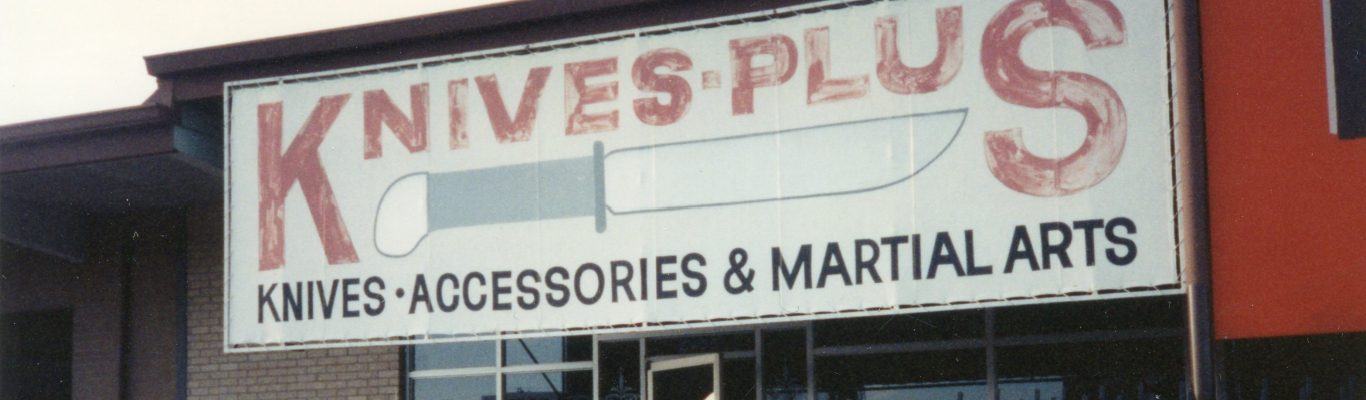 KNIVES·PLUS
KNIVES·ACCESSORIES & MARTIAL ARTS